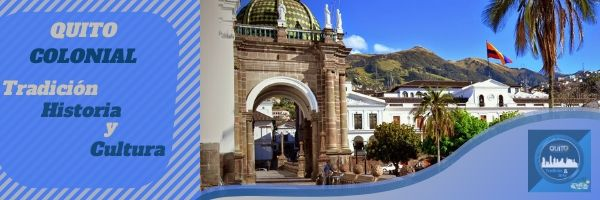 QUITO
COLONIAL
Tradición
Historia
y
Cultura
QUITO